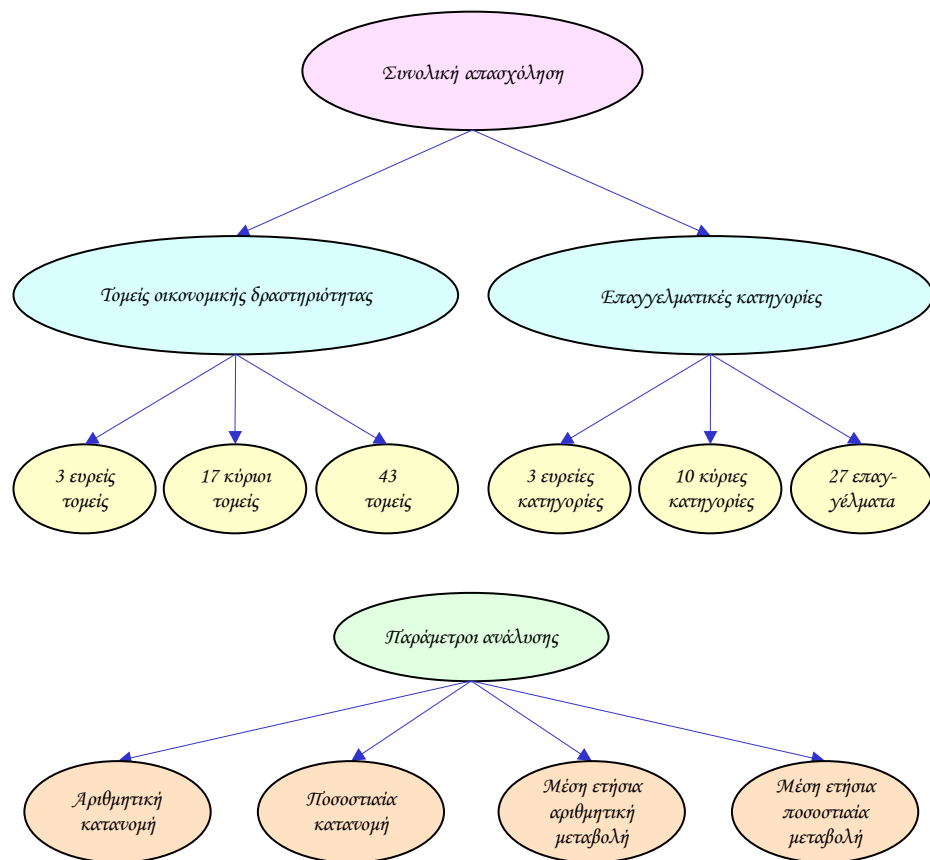 Συνολική απασχόληση
Τομείς οικονομικής δραστηριότητας
Επαγγελματικές κατηγορίες
3 ευρείς
τομείς
17 κύριοι
τομείς
43
τομείς
3 ευρείες
κατηγορίες
10 κύριες
κατηγορίες
27 επαγ-
γέλματα
Παράμετροι ανάλυσης
Αριθμητική
κατανομή
Ποσοστιαία
κατανομή
Μέση ετήσια
αριθμητική
μεταβολή
Μέση ετήσια
ποσοστιαία
μεταβολή